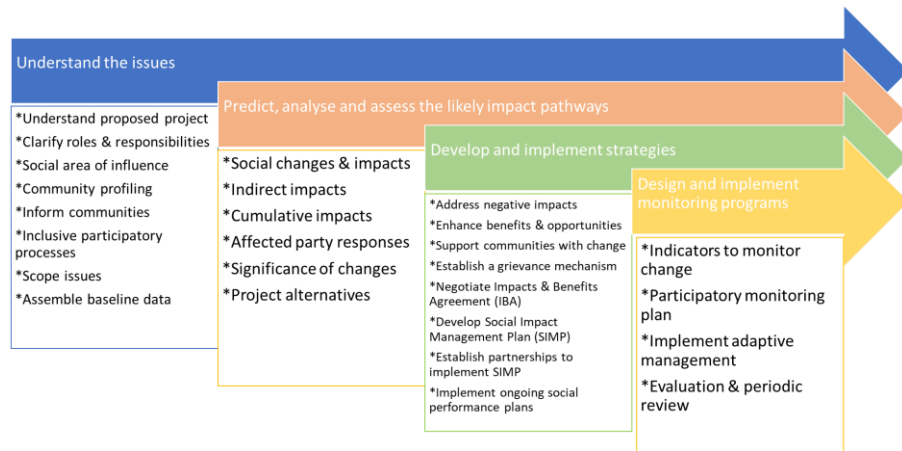 Understand the issues
*Understand proposed project
*Clarify roles & responsibilities
*Social area of influence
*Community profiling
*Inform communities
*Inclusive participatory
processes
*Scope issues
*Assemble baseline data
Predict, analyse and assess the likely impact pathways
*Social changes & impacts
*Indirect impacts
*Cumulative impacts
*Affected party responses
*Significance of changes
*Project alternatives
Develop and implement strategies
*Address negative impacts
*Enhance benefits & opportunities
*Support communities with change
*Establish a grievance mechanism
*Negotiate Impacts & Benefits
Agreement (IBA)
*Develop Social Impact
Management Plan (SIMP)
*Establish partnerships to
implement SIMP
*Implement ongoing social
performance plans
Design and implement
monitoring programs
*Indicators to monitor
change
*Participatory monitoring
plan
*Implement adaptive
management
*Evaluation & periodic
review